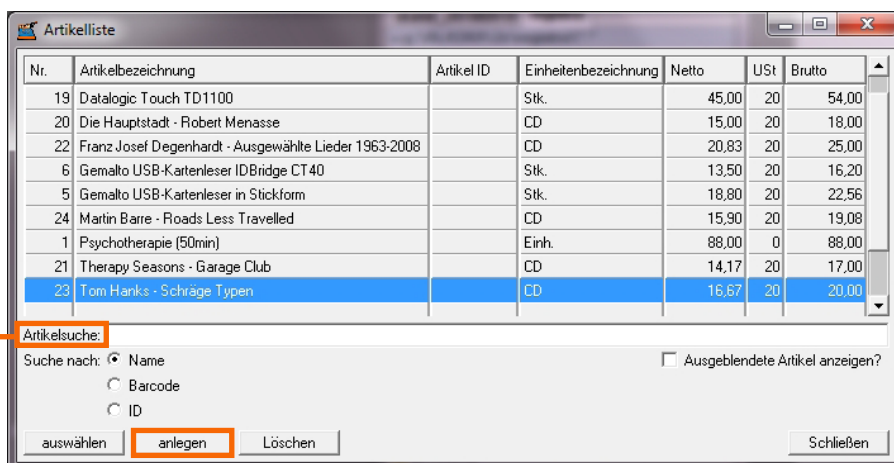 Artikelliste
Nr. Artikelbezeichnung Artikel ID Einheitenbezeichnung Netto USt Brutto
19 Datalogic Touch TD1100 Stk. 45,00 20 54,00
20 Die Hauptstadt - Robert Menasse CD 15,00 20 18,00
22 Franz Josef Degenhardt - Ausgewählte Lieder 1963-2008 CD 20,83 20 25,00
6 Gemalto USB-Kartenleser IDBridge CT40 Stk. 13,50 20 16,20
5 Gemalto USB-Kartenleser in Stickform Stk. 18,80 20 22,56
24 Martin Barre - Roads Less Travelled CD 15,90 20 19,08
1 Psychotherapie (50min) Einh. 88,00 0 88,00
21 Therapy Seasons - Garage Club CD 14,17 20 17,00
23 Tom Hanks - Schräge Typen CD 16,67 20 20,00
Artikelsuche:
Suche nach: Name Ausgeblendete Artikel anzeigen?
Barcode
ID
auswählen anlegen Löschen Schließen